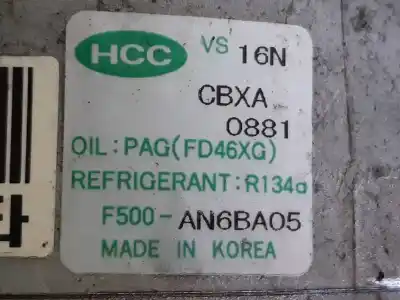 HCC VS 16N
CBXA
0881
OIL : PAG(FD46XG)
REFRIGERANT : R134a
F500-AN6BA05
MADE IN KOREA